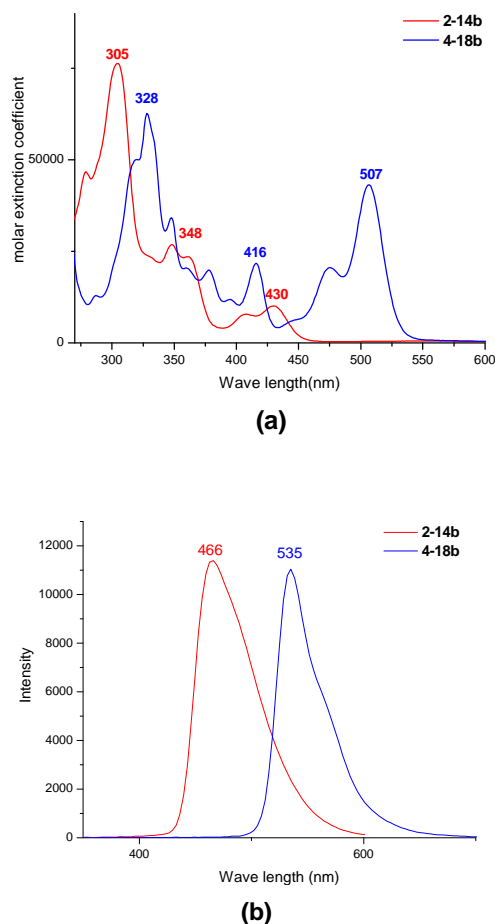 2-14b
4-18b
305
328
507
50000
348
416
430
0
molar extinction coefficient
300 350 400 450 500 550 600
Wave length(nm)
(a)
2-14b
4-18b
466
535
12000
10000
8000
6000
4000
2000
0
Intensity
400 600
Wave length (nm)
(b)